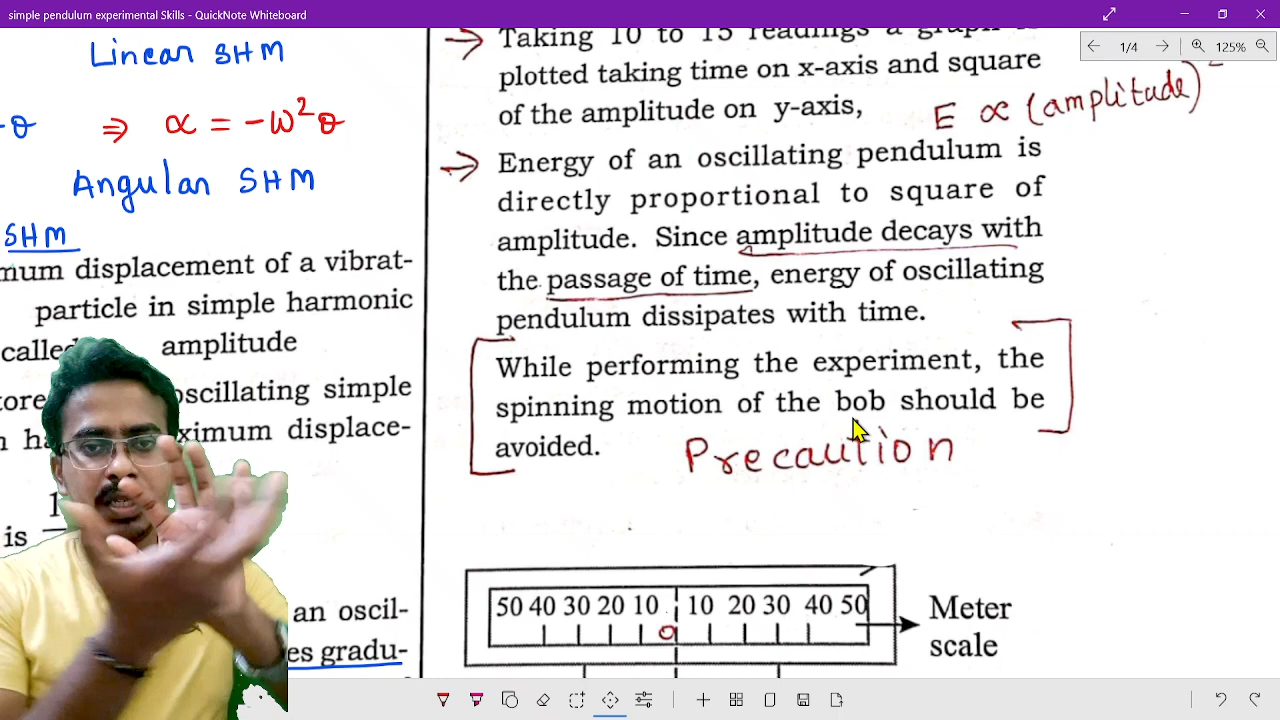 simple pendulum experimental Skills - QuickNote Whiteboard
1/4
129%
Linear SHM
-θ ⇒ α = -ω²θ
Angular SHM
SHM
mum displacement of a vibrat-
particle in simple harmonic
called amplitude
oscillating simple
ximum displace-
is
an oscil-
es gradu-
Taking 10 to 15 readings a graph
plotted taking time on x-axis and square
of the amplitude on y-axis,
E ∝ (amplitude)²
→ Energy of an oscillating pendulum is
directly proportional to square of
amplitude. Since amplitude decays with
the passage of time, energy of oscillating
pendulum dissipates with time.
While performing the experiment, the
spinning motion of the bob should be
avoided.
Precaution
50 40 30 20 10 10 20 30 40 50
0
Meter
scale